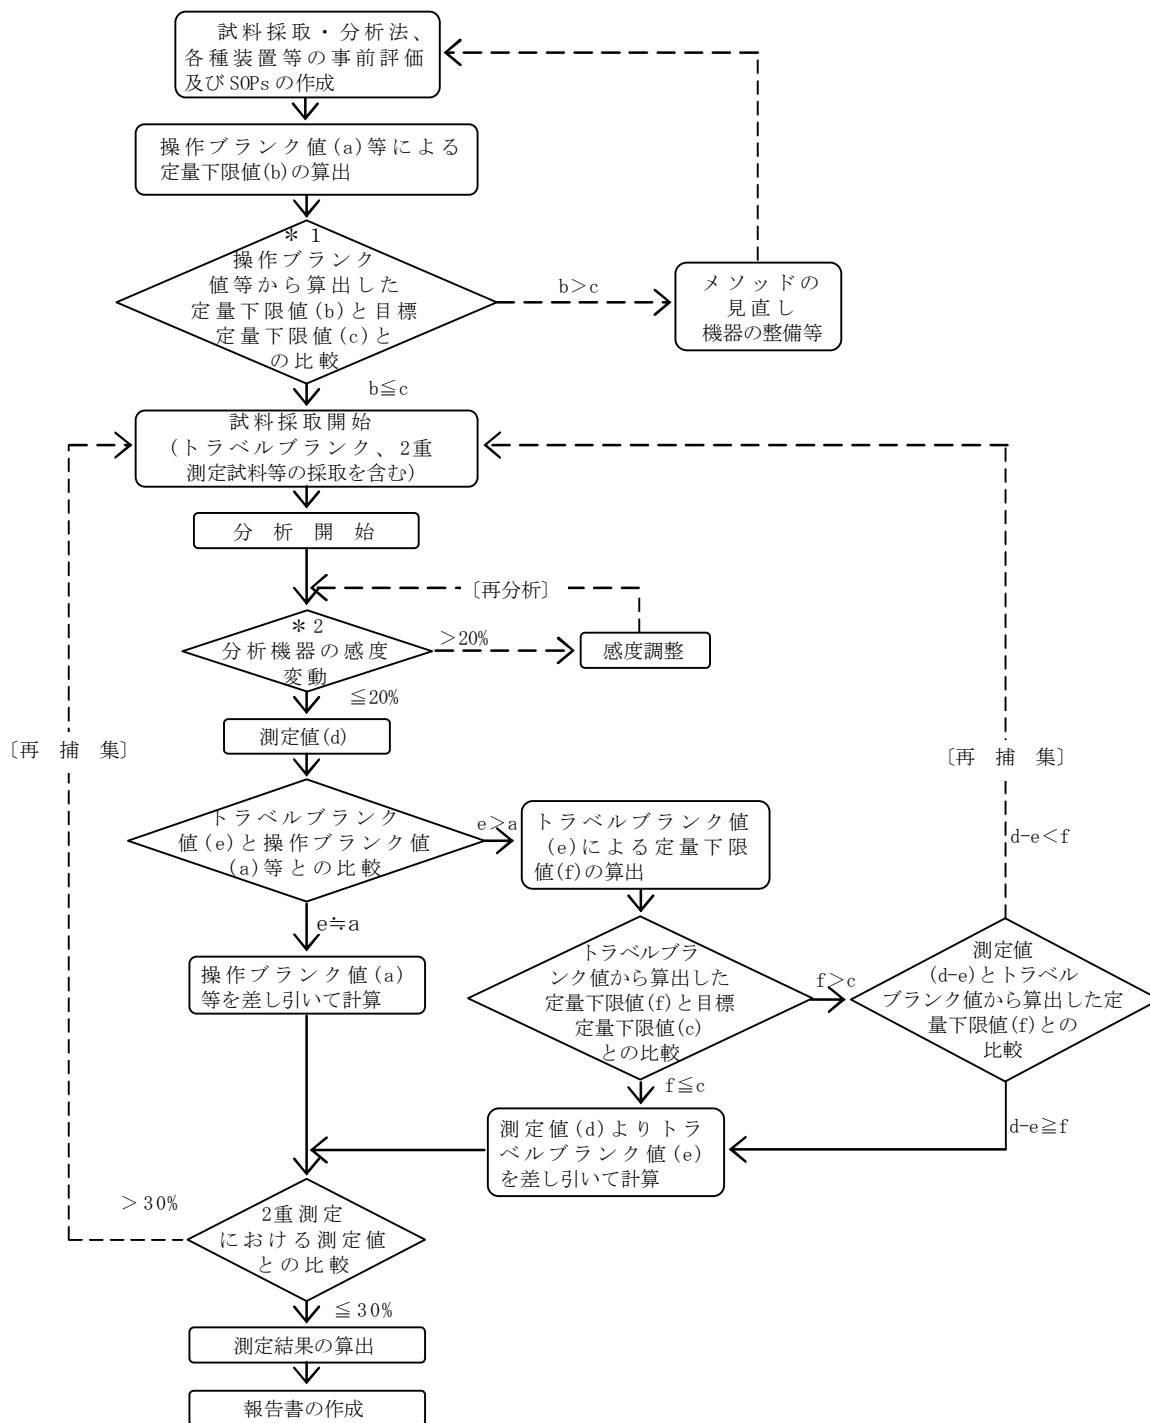 試料採取・分析法、
各種装置等の事前評価
及びSOPsの作成
操作ブランク値(a)等による
定量下限値(b)の算出
＊1
操作ブランク
値等から算出した
定量下限値(b)と目標
定量下限値(c)と
の比較
b>c
メソッドの
見直し
機器の整備等
b≦c
試料採取開始
(トラベルブランク、2重
測定試料等の採取を含む)
分析開始
〔再分析〕
＊2
分析機器の感度
変動
>20%
感度調整
≦20%
測定値(d)
〔再捕集〕
〔再捕集〕
トラベルブランク
値(e)と操作ブランク値
(a)等との比較
e>a
トラベルブランク値
(e)による定量下限
値(f)の算出
d-e<f
e≒a
操作ブランク値(a)
等を差し引いて計算
トラベルブラ
ンク値から算出した
定量下限値(f)と目標
定量下限値(c)
との比較
f>c
測定値
(d-e)とトラベル
ブランク値から算出した定
量下限値(f)との
比較
f≦c
測定値(d)よりトラ
ベルブランク値(e)
を差し引いて計算
d-e≧f
＞30%
2重測定
における測定値
との比較
≦30%
測定結果の算出
報告書の作成